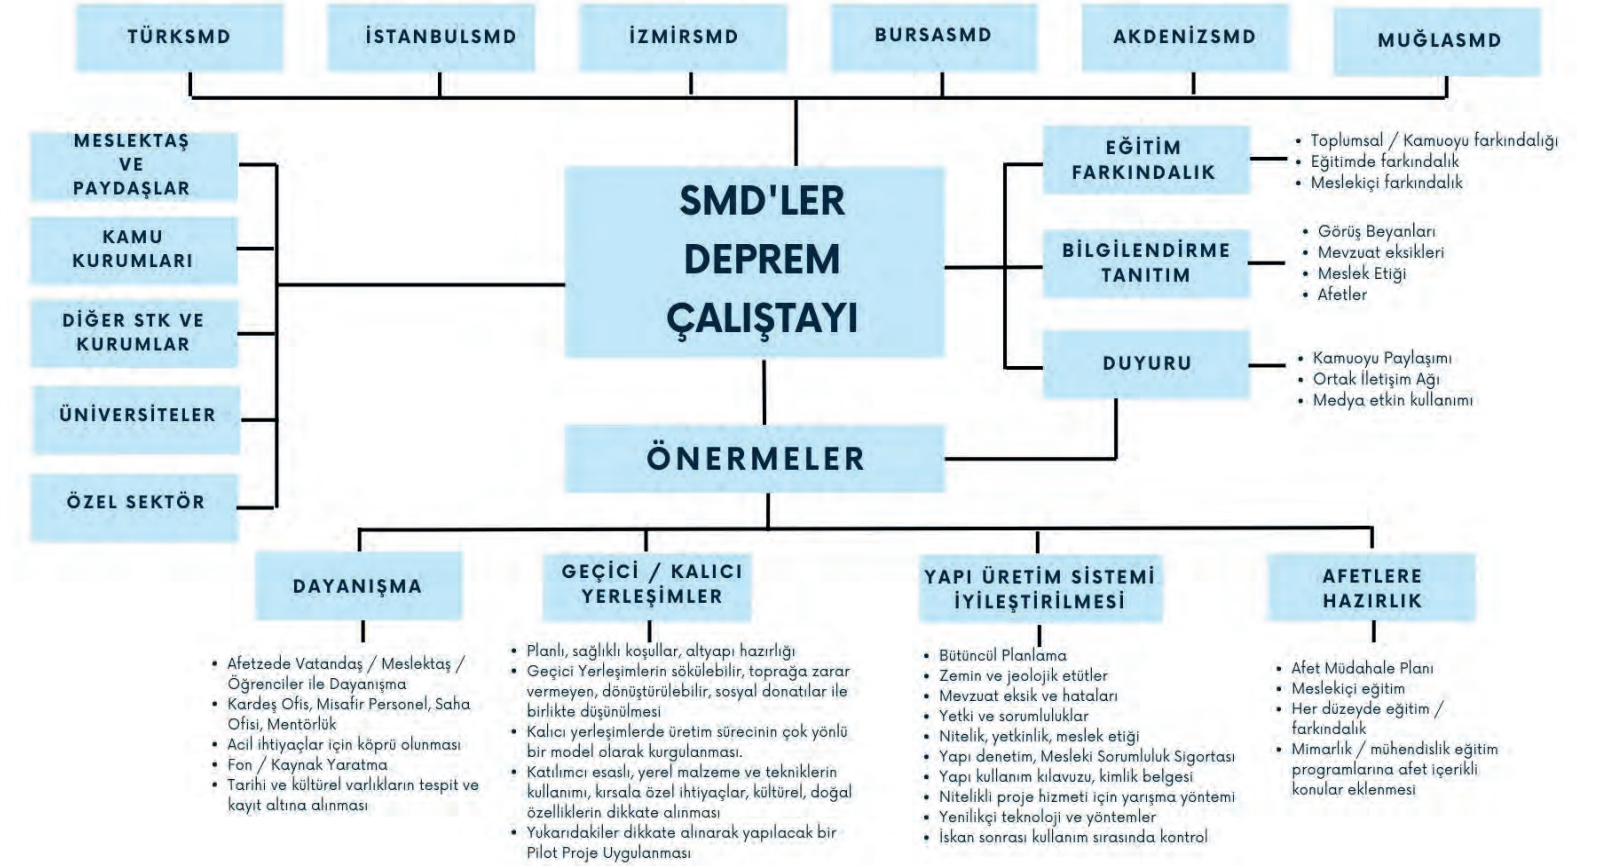 TÜRKSMD
İSTANBULSMD
İZMİRSMD
BURSASMD
AKDENİZSMD
MUĞLASMD
MESLEKTAŞ
VE
PAYDAŞLAR
KAMU
KURUMLARI
DİĞER STK VE
KURUMLAR
ÜNİVERSİTELER
ÖZEL SEKTÖR
SMD'LER
DEPREM
ÇALIŞTAYI
EĞİTİM
FARKINDALIK
• Toplumsal / Kamuoyu farkındalığı
• Eğitimde farkındalık
• Meslekiçi farkındalık
BİLGİLENDİRME
TANITIM
• Görüş Beyanları
• Mevzuat eksikleri
• Meslek Etiği
• Afetler
DUYURU
• Kamuoyu Paylaşımı
• Ortak İletişim Ağı
• Medya etkin kullanımı
ÖNERMELER
DAYANIŞMA
• Afetzede Vatandaş / Meslektaş /
Öğrenciler ile Dayanışma
• Kardeş Ofis, Misafir Personel, Saha
Ofisi, Mentörlük
• Acil ihtiyaçlar için köprü olunması
• Fon / Kaynak Yaratma
• Tarihi ve kültürel varlıkların tespit ve
kayıt altına alınması
GEÇİCİ / KALICI
YERLEŞİMLER
• Planlı, sağlıklı koşullar, altyapı hazırlığı
• Geçici Yerleşimlerin sökülebilir, toprağa zarar
vermeyen, dönüştürülebilir, sosyal donatılar ile
birlikte düşünülmesi
• Kalıcı yerleşimlerde üretim sürecinin çok yönlü
bir model olarak kurgulanması.
• Katılımcı esaslı, yerel malzeme ve tekniklerin
kullanımı, kırsala özel ihtiyaçlar, kültürel, doğal
özelliklerin dikkate alınması
• Yukarıdakiler dikkate alınarak yapılacak bir
Pilot Proje Uygulanması
YAPI ÜRETİM SİSTEMİ
İYİLEŞTİRİLMESİ
• Bütüncül Planlama
• Zemin ve jeolojik etütler
• Mevzuat eksik ve hataları
• Yetki ve sorumluluklar
• Nitelik, yetkinlik, meslek etiği
• Yapı denetim, Mesleki Sorumluluk Sigortası
• Yapı kullanım kılavuzu, kimlik belgesi
• Nitelikli proje hizmeti için yarışma yöntemi
• Yenilikçi teknoloji ve yöntemler
• İskan sonrası kullanım sırasında kontrol
AFETLERE
HAZIRLIK
• Afet Müdahale Planı
• Meslekiçi eğitim
• Her düzeyde eğitim /
farkındalık
• Mimarlık / mühendislik eğitim
programlarına afet içerikli
konular eklenmesi